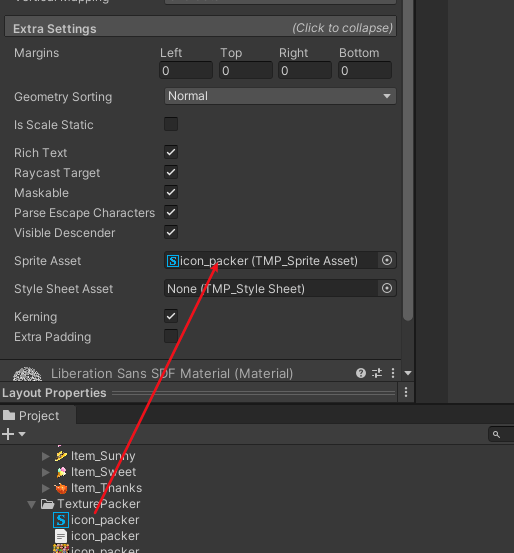 Extra Settings (Click to collapse)
Margins Left Top Right Bottom
0 0 0 0
Geometry Sorting Normal
Is Scale Static
Rich Text
Raycast Target
Maskable
Parse Escape Characters
Visible Descender
Sprite Asset icon_packer (TMP_Sprite Asset)
Style Sheet Asset None (TMP_Style Sheet)
Kerning
Extra Padding
Liberation Sans SDF Material (Material)
Layout Properties
Project
Item_Sunny
Item_Sweet
Item_Thanks
TexturePacker
icon_packer
icon_packer
icon_packer